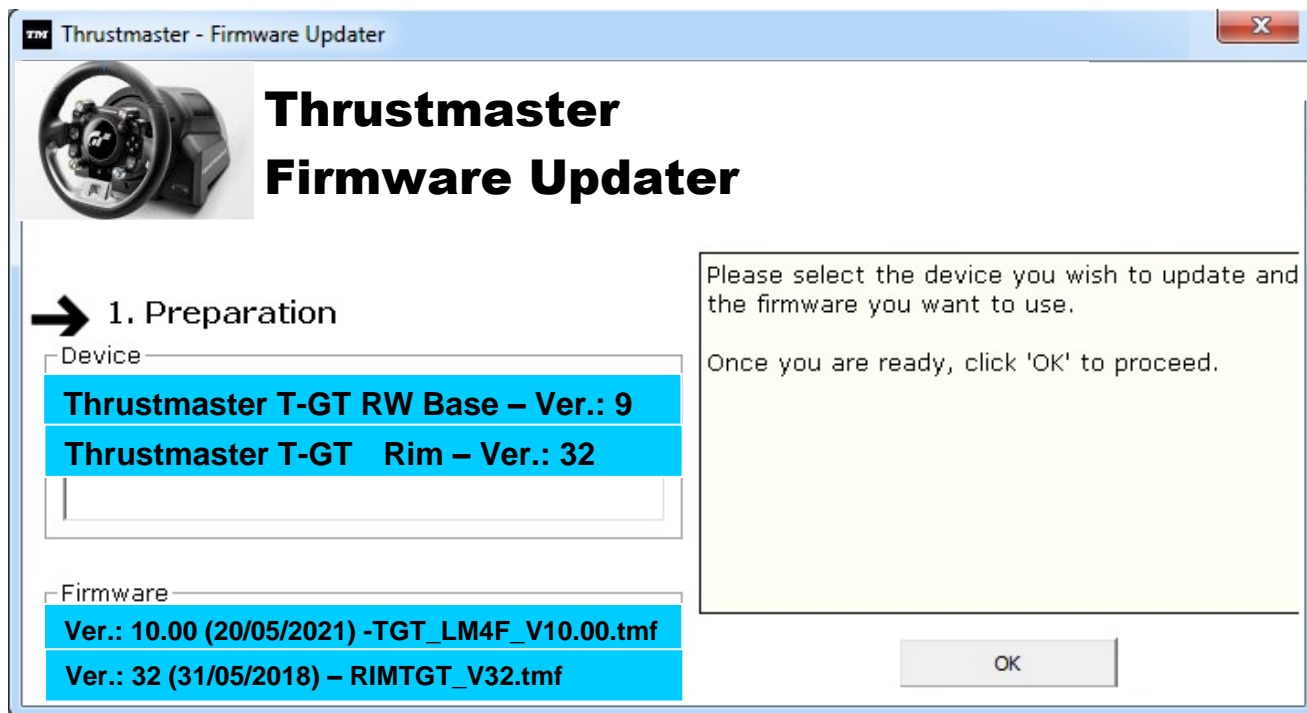 TM Thrustmaster - Firmware Updater
Thrustmaster
Firmware Updater
1. Preparation
Device
Thrustmaster T-GT RW Base – Ver.: 9
Thrustmaster T-GT Rim – Ver.: 32
Firmware
Ver.: 10.00 (20/05/2021) -TGT_LM4F_V10.00.tmf
Ver.: 32 (31/05/2018) – RIMTGT_V32.tmf
Please select the device you wish to update and
the firmware you want to use.
Once you are ready, click 'OK' to proceed.
OK